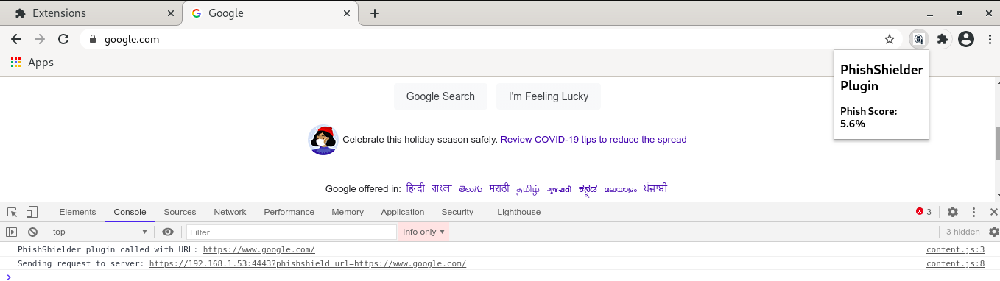 Extensions
Google
google.com
Apps
PhishShielder
Plugin
Phish Score:
5.6%
Google Search
I'm Feeling Lucky
Celebrate this holiday season safely. Review COVID-19 tips to reduce the spread
Google offered in: हिन्दी বাংলা తెలుగు मराठी தமிழ் ગુજરાતી ಕನ್ನಡ മലയാളം ਪੰਜਾਬੀ
Elements Console Sources Network Performance Memory Application Security Lighthouse 3
top Filter Info only 3 hidden
PhishShielder plugin called with URL: https://www.google.com/ content.js:3
Sending request to server: https://192.168.1.53:4443?phishshield_url=https://www.google.com/ content.js:8